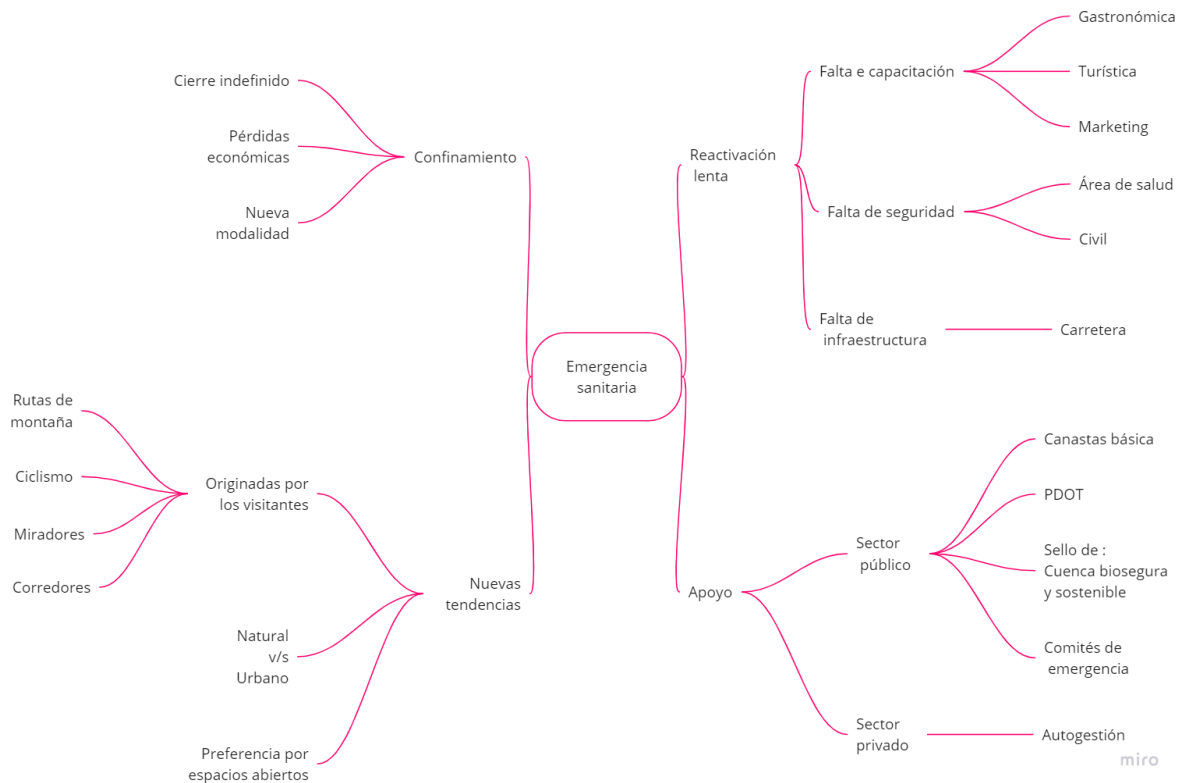 Emergencia
sanitaria
Confinamiento
Cierre indefinido
Pérdidas
económicas
Nueva
modalidad
Nuevas
tendencias
Originadas por
los visitantes
Rutas de
montaña
Ciclismo
Miradores
Corredores
Natural
v/s
Urbano
Preferencia por
espacios abiertos
Reactivación
lenta
Falta e capacitación
Gastronómica
Turística
Marketing
Falta de seguridad
Área de salud
Civil
Falta de
infraestructura
Carretera
Apoyo
Sector
público
Canastas básica
PDOT
Sello de :
Cuenca biosegura
y sostenible
Comités de
emergencia
Sector
privado
Autogestión
miro